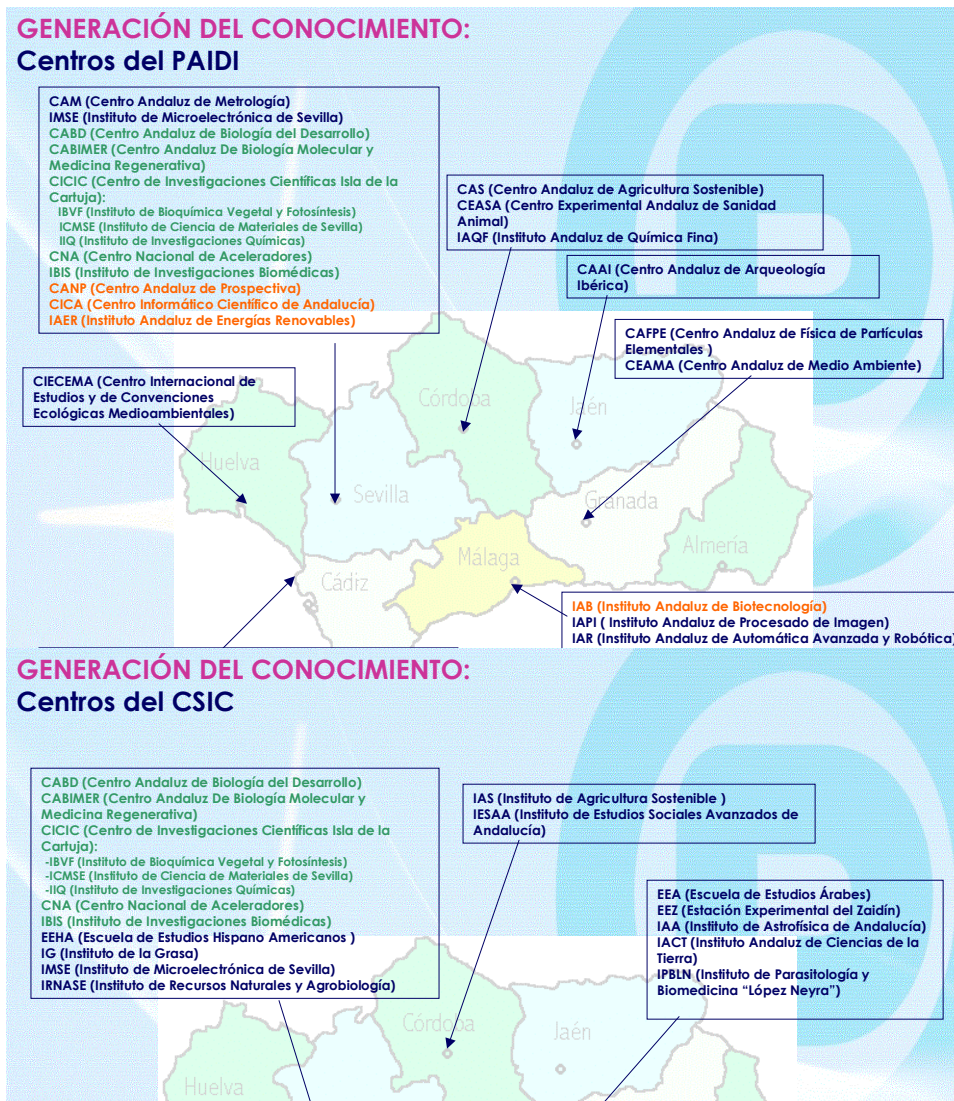 GENERACIÓN DEL CONOCIMIENTO:
Centros del PAIDI
CAM (Centro Andaluz de Metrología)
IMSE (Instituto de Microelectrónica de Sevilla)
CABD (Centro Andaluz de Biología del Desarrollo)
CABIMER (Centro Andaluz De Biología Molecular y
Medicina Regenerativa)
CICIC (Centro de Investigaciones Científicas Isla de la
Cartuja):
IBVF (Instituto de Bioquímica Vegetal y Fotosíntesis)
ICMSE (Instituto de Ciencia de Materiales de Sevilla)
IIQ (Instituto de Investigaciones Químicas)
CNA (Centro Nacional de Aceleradores)
IBIS (Instituto de Investigaciones Biomédicas)
CANP (Centro Andaluz de Prospectiva)
CICA (Centro Informático Científico de Andalucía)
IAER (Instituto Andaluz de Energías Renovables)
CAS (Centro Andaluz de Agricultura Sostenible)
CEASA (Centro Experimental Andaluz de Sanidad
Animal)
IAQF (Instituto Andaluz de Química Fina)
CAAI (Centro Andaluz de Arqueología
Ibérica)
CAFPE (Centro Andaluz de Física de Partículas
Elementales )
CEAMA (Centro Andaluz de Medio Ambiente)
CIECEMA (Centro Internacional de
Estudios y de Convenciones
Ecológicas Medioambientales)
Córdoba
Jaén
Huelva
Sevilla
Granada
Málaga
Almería
Cádiz
IAB (Instituto Andaluz de Biotecnología)
IAPI ( Instituto Andaluz de Procesado de Imagen)
IAR (Instituto Andaluz de Automática Avanzada y Robótica)
GENERACIÓN DEL CONOCIMIENTO:
Centros del CSIC
CABD (Centro Andaluz de Biología del Desarrollo)
CABIMER (Centro Andaluz De Biología Molecular y
Medicina Regenerativa)
CICIC (Centro de Investigaciones Científicas Isla de la
Cartuja):
-IBVF (Instituto de Bioquímica Vegetal y Fotosíntesis)
-ICMSE (Instituto de Ciencia de Materiales de Sevilla)
-IIQ (Instituto de Investigaciones Químicas)
CNA (Centro Nacional de Aceleradores)
IBIS (Instituto de Investigaciones Biomédicas)
EEHA (Escuela de Estudios Hispano Americanos )
IG (Instituto de la Grasa)
IMSE (Instituto de Microelectrónica de Sevilla)
IRNASE (Instituto de Recursos Naturales y Agrobiología)
IAS (Instituto de Agricultura Sostenible )
IESAA (Instituto de Estudios Sociales Avanzados de
Andalucía)
EEA (Escuela de Estudios Árabes)
EEZ (Estación Experimental del Zaidín)
IAA (Instituto de Astrofísica de Andalucía)
IACT (Instituto Andaluz de Ciencias de la
Tierra)
IPBLN (Instituto de Parasitología y
Biomedicina “López Neyra”)
Córdoba
Jaén
Huelva